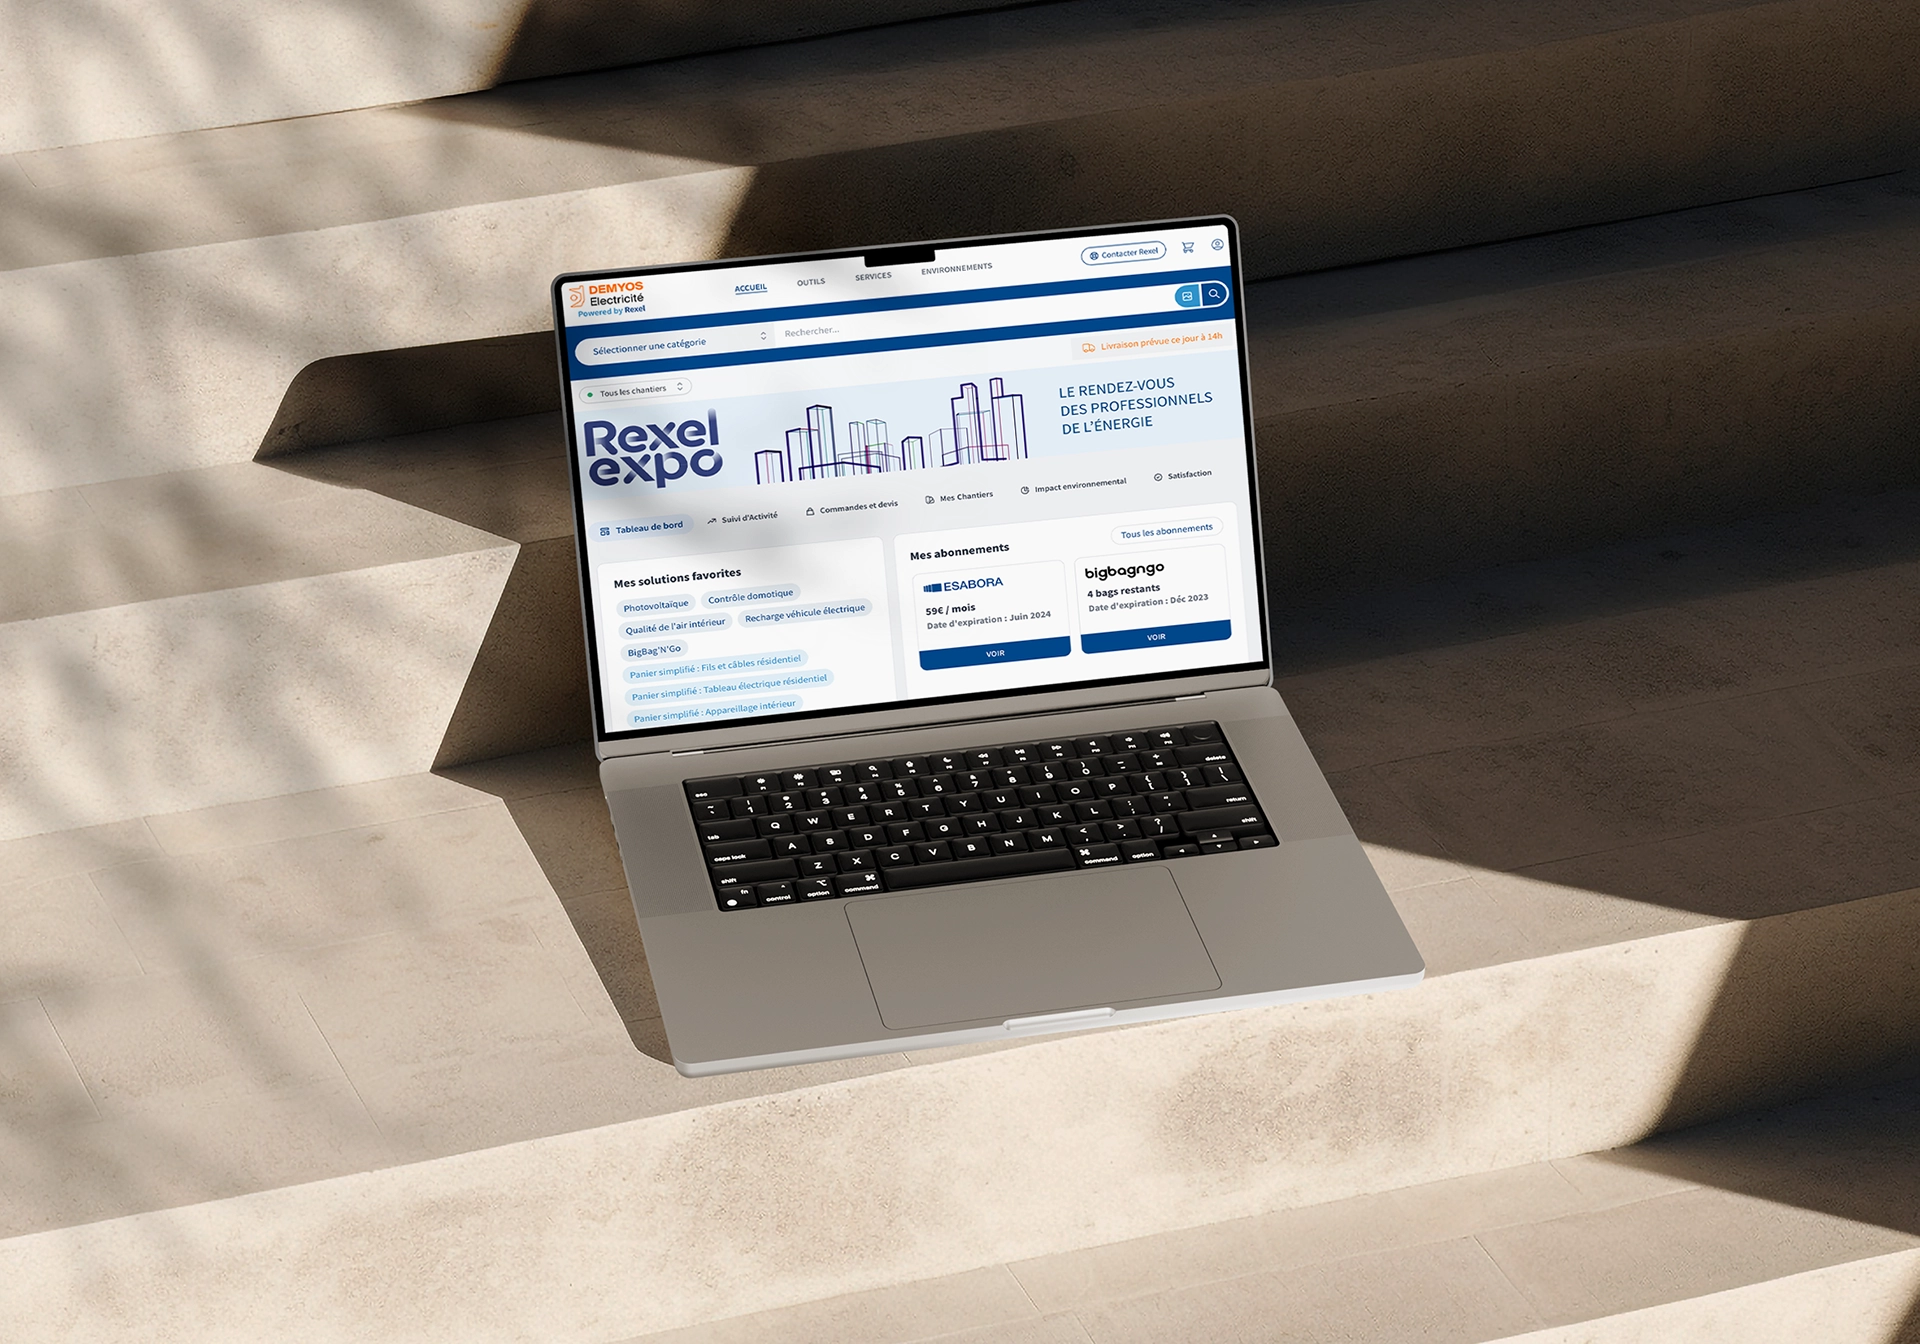 DEMYOS
Electricité
Powered by Rexel
ACCUEIL
OUTILS
SERVICES
ENVIRONNEMENTS
Contacter Rexel
Sélectionner une catégorie
Rechercher...
Livraison prévue ce jour à 14h
Tous les chantiers
Rexel
expo
LE RENDEZ-VOUS
DES PROFESSIONNELS
DE L'ÉNERGIE
Tableau de bord
Suivi d'Activité
Commandes et devis
Mes Chantiers
Impact environnemental
Satisfaction
Mes solutions favorites
Photovoltaïque
Contrôle domotique
Qualité de l'air intérieur
Recharge véhicule électrique
BigBag'N'Go
Panier simplifié : Fils et câbles résidentiel
Panier simplifié : Tableau électrique résidentiel
Panier simplifié : Appareillage intérieur
Mes abonnements
Tous les abonnements
ESABORA
59€ / mois
Date d'expiration : Juin 2024
VOIR
bigbagngo
4 bags restants
Date d'expiration : Déc 2023
VOIR
esc
1 2 3 4 5 6 7 8 9 0
delete
tab Q W E R T Y U I O P
caps lock A S D F G H J K L return
shift Z X C V B N M shift
fn control option command command option